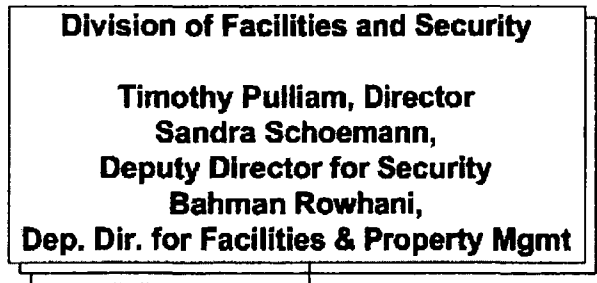 Division of Facilities and Security
Timothy Pulliam, Director
Sandra Schoemann,
Deputy Director for Security
Bahman Rowhani,
Dep. Dir. for Facilities & Property Mgmt